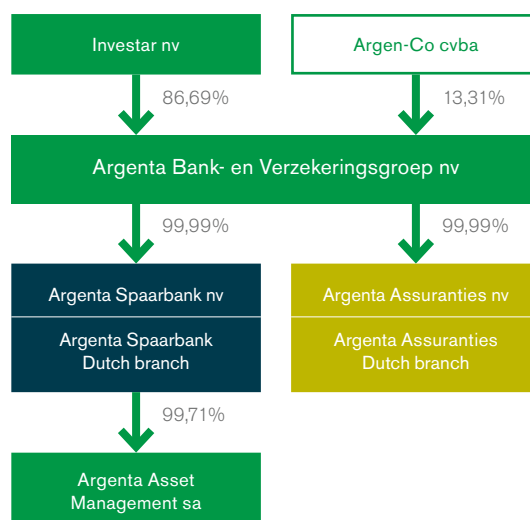 Investar nv
Argen-Co cvba
86,69%
13,31%
Argenta Bank- en Verzekeringsgroep nv
99,99%
99,99%
Argenta Spaarbank nv
Argenta Assuranties nv
Argenta Spaarbank
Dutch branch
Argenta Assuranties
Dutch branch
99,71%
Argenta Asset
Management sa